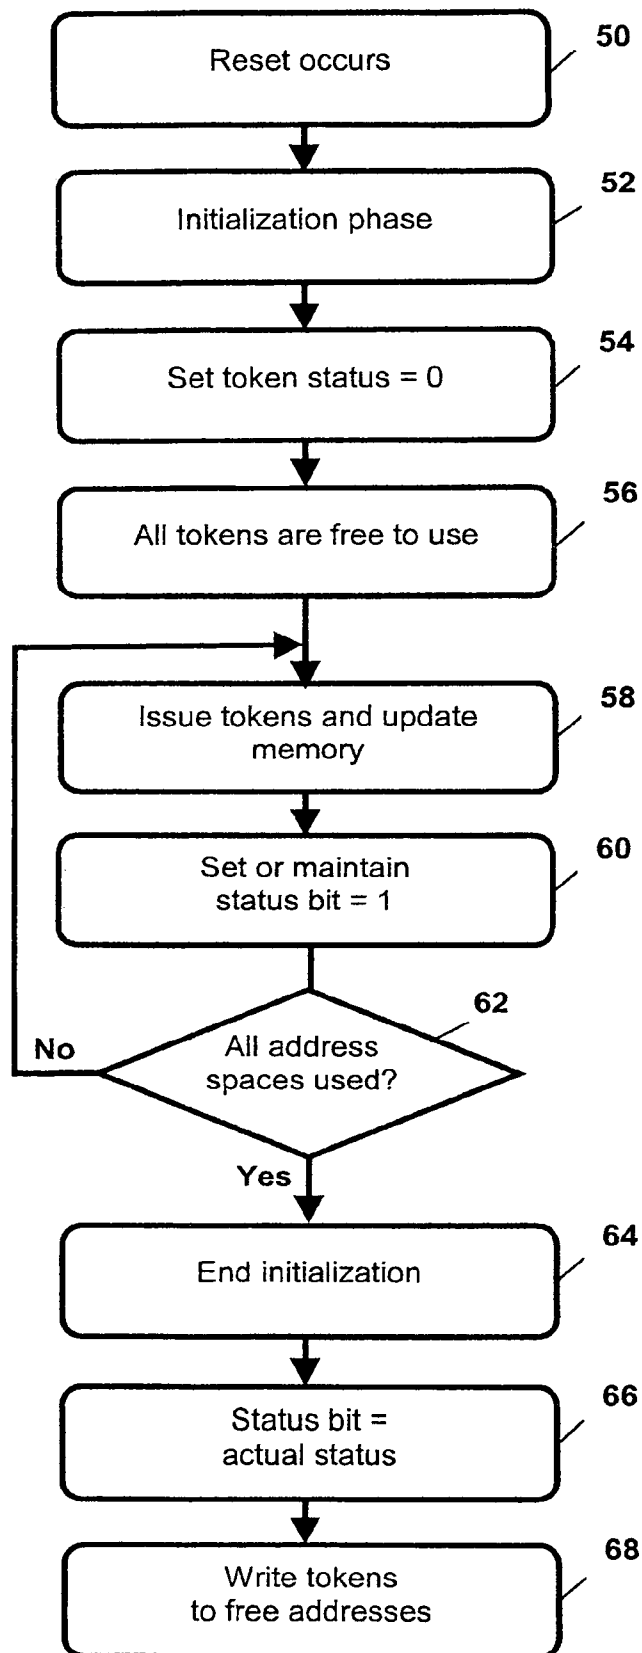 Reset occurs
50
Initialization phase
52
Set token status = 0
54
All tokens are free to use
56
Issue tokens and update
memory
58
Set or maintain
status bit = 1
60
All address
spaces used?
62
No
Yes
End initialization
64
Status bit =
actual status
66
Write tokens
to free addresses
68